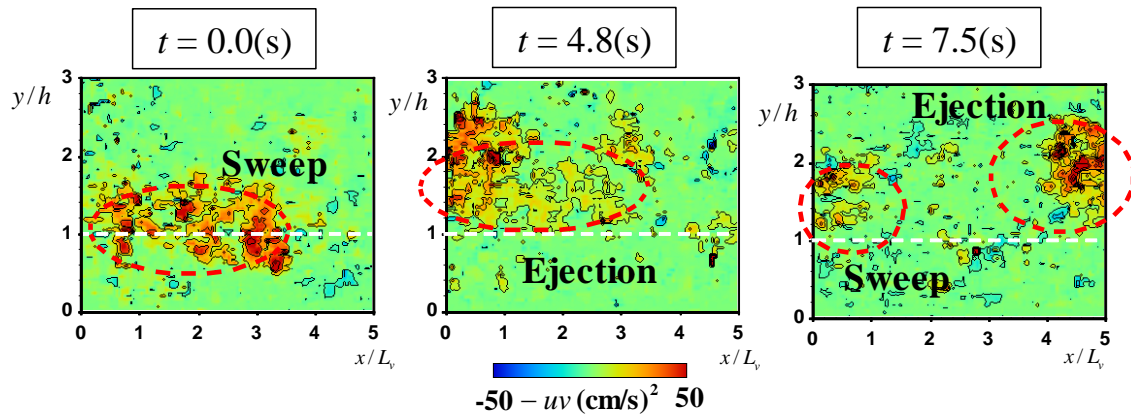 t = 0.0(s)
t = 4.8(s)
t = 7.5(s)
y/h
3
2
1
0
Sweep
0 1 2 3 4 5
x/L_v
3
2
1
0
Ejection
0 1 2 3 4 5
x/L_v
y/h
3
2
1
0
Ejection
Sweep
0 1 2 3 4 5
x/L_v
-50 – uv (cm/s)² 50